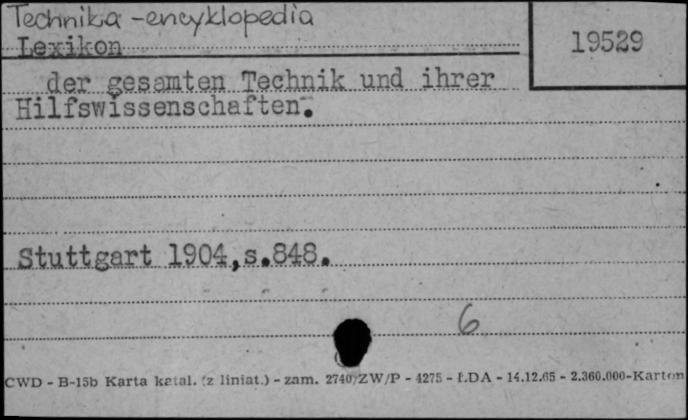 Technika - encyklopedia
Lexikon
19529
der gesamten Technik und ihrer
Hilfswissenschaften.
Stuttgart 1904,s.848.
6
CWD - B-15b Karta katal. (z liniat.) - zam. 2740/ZW/P - 4275 - LDA - 14.12.65 - 2.360.000-Karton